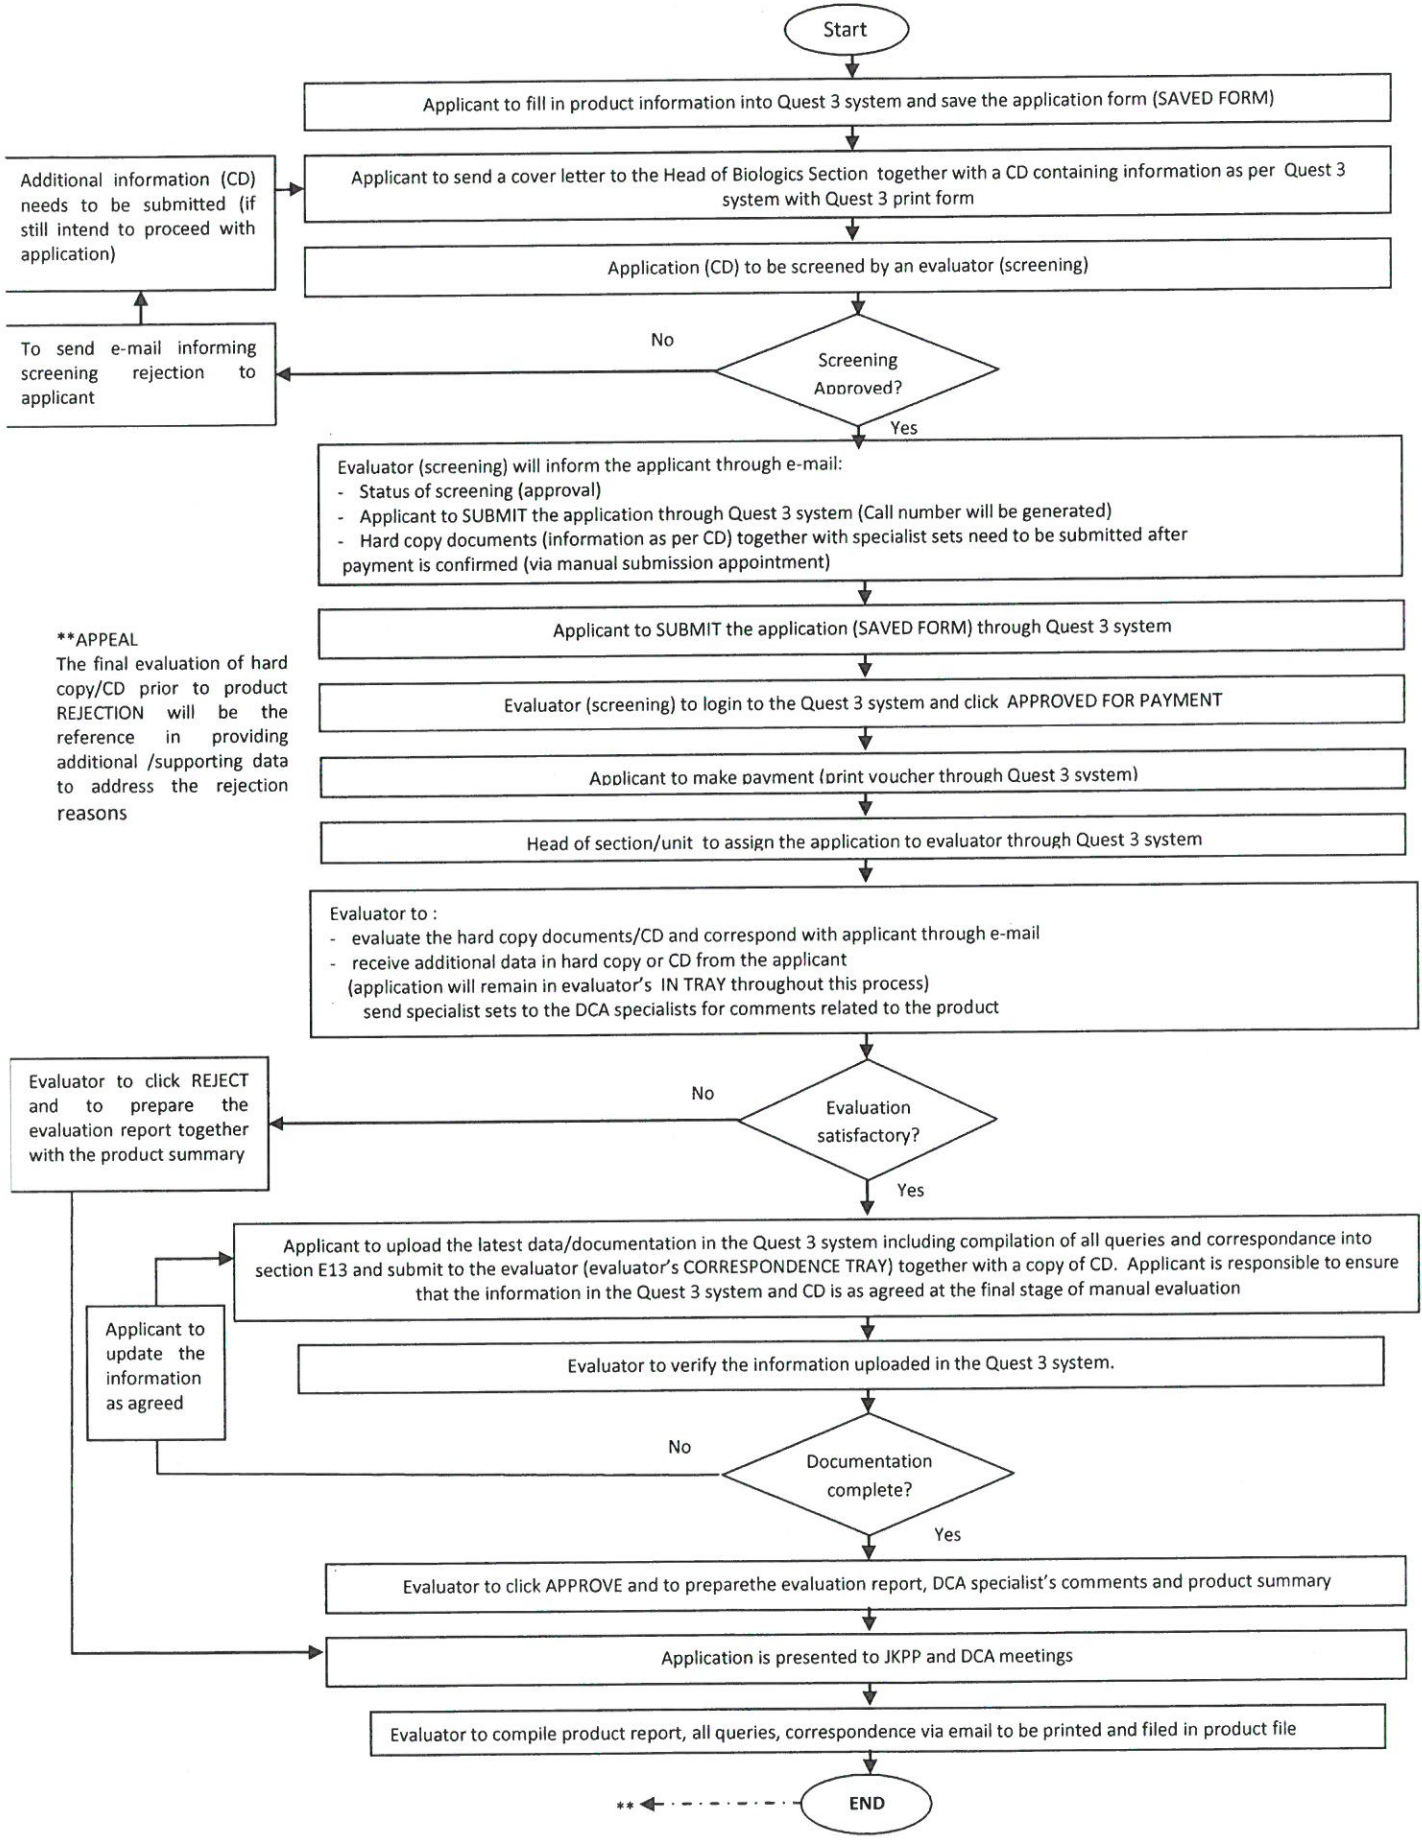 Start
Applicant to fill in product information into Quest 3 system and save the application form (SAVED FORM)
Additional information (CD)
needs to be submitted (if
still intend to proceed with
application)
Applicant to send a cover letter to the Head of Biologics Section together with a CD containing information as per Quest 3
system with Quest 3 print form
Application (CD) to be screened by an evaluator (screening)
No
To send e-mail informing
screening rejection to
applicant
Screening
Approved?
Yes
Evaluator (screening) will inform the applicant through e-mail:
- Status of screening (approval)
- Applicant to SUBMIT the application through Quest 3 system (Call number will be generated)
- Hard copy documents (information as per CD) together with specialist sets need to be submitted after
payment is confirmed (via manual submission appointment)
Applicant to SUBMIT the application (SAVED FORM) through Quest 3 system
**APPEAL
The final evaluation of hard
copy/CD prior to product
REJECTION will be the
reference in providing
additional /supporting data
to address the rejection
reasons
Evaluator (screening) to login to the Quest 3 system and click APPROVED FOR PAYMENT
Applicant to make payment (print voucher through Quest 3 system)
Head of section/unit to assign the application to evaluator through Quest 3 system
Evaluator to :
- evaluate the hard copy documents/CD and correspond with applicant through e-mail
- receive additional data in hard copy or CD from the applicant
(application will remain in evaluator's IN TRAY throughout this process)
send specialist sets to the DCA specialists for comments related to the product
Evaluator to click REJECT
and to prepare the
evaluation report together
with the product summary
No
Evaluation
satisfactory?
Yes
Applicant to upload the latest data/documentation in the Quest 3 system including compilation of all queries and correspondance into
section E13 and submit to the evaluator (evaluator's CORRESPONDENCE TRAY) together with a copy of CD. Applicant is responsible to ensure
that the information in the Quest 3 system and CD is as agreed at the final stage of manual evaluation
Applicant to
update the
information
as agreed
Evaluator to verify the information uploaded in the Quest 3 system.
No
Documentation
complete?
Yes
Evaluator to click APPROVE and to preparethe evaluation report, DCA specialist's comments and product summary
Application is presented to JKPP and DCA meetings
Evaluator to compile product report, all queries, correspondence via email to be printed and filed in product file
**
END